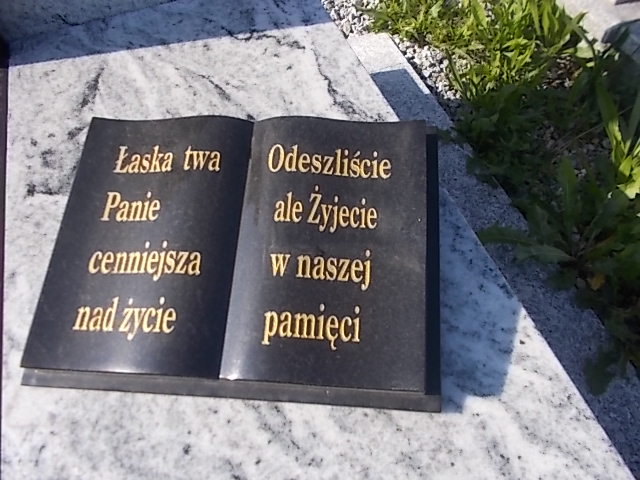 Łaska twa
Panie
cenniejsza
nad życie
Odeszliście
ale Żyjecie
w naszej
pamięci